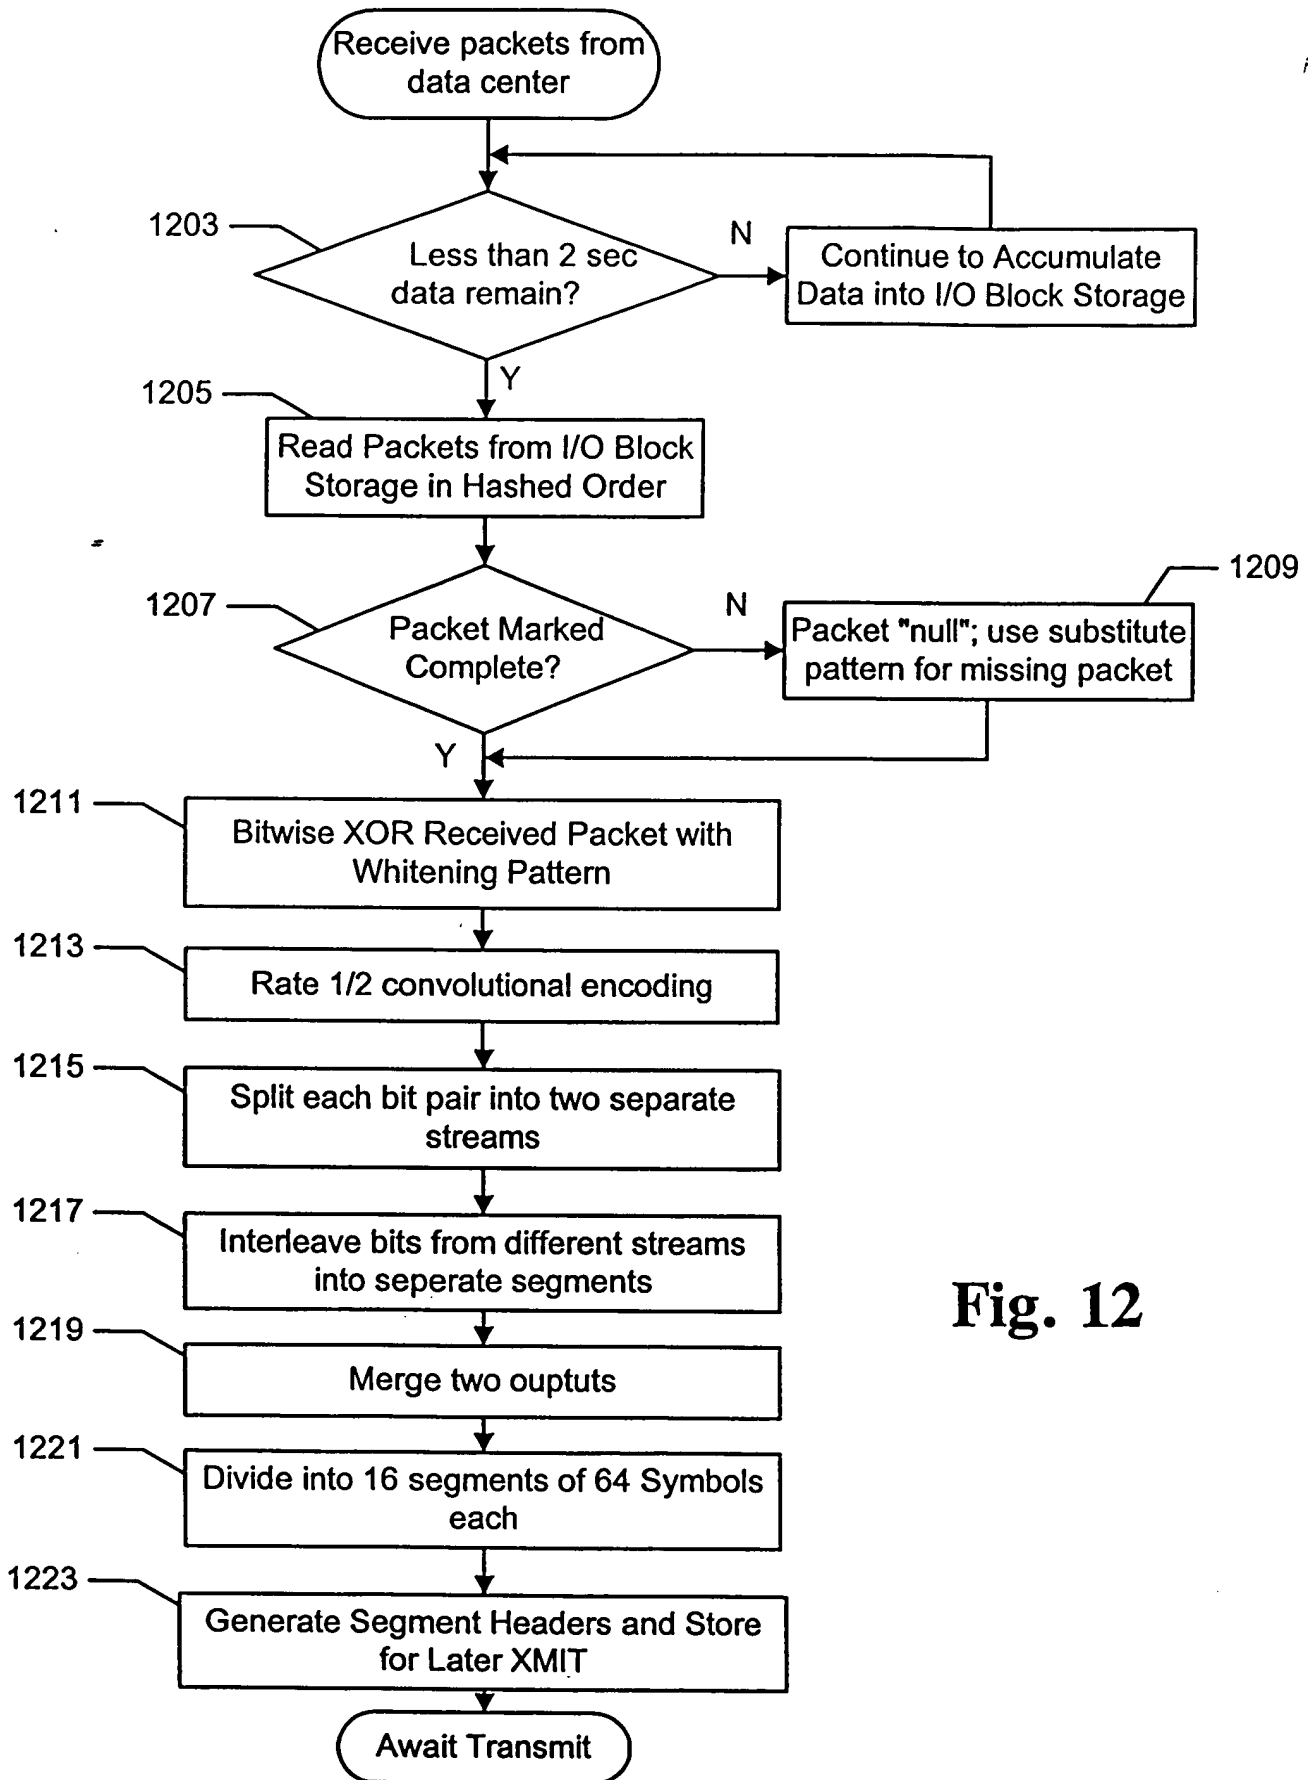 Receive packets from
data center
1203
Less than 2 sec
data remain?
N
Continue to Accumulate
Data into I/O Block Storage
Y
1205
Read Packets from I/O Block
Storage in Hashed Order
1207
Packet Marked
Complete?
N
1209
Packet "null"; use substitute
pattern for missing packet
Y
1211
Bitwise XOR Received Packet with
Whitening Pattern
1213
Rate 1/2 convolutional encoding
1215
Split each bit pair into two separate
streams
1217
Interleave bits from different streams
into seperate segments
Fig. 12
1219
Merge two ouptuts
1221
Divide into 16 segments of 64 Symbols
each
1223
Generate Segment Headers and Store
for Later XMIT
Await Transmit